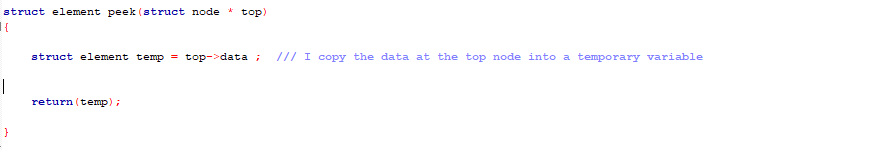 struct element peek(struct node * top)
{
struct element temp = top->data ; /// I copy the data at the top node into a temporary variable
return(temp);
}